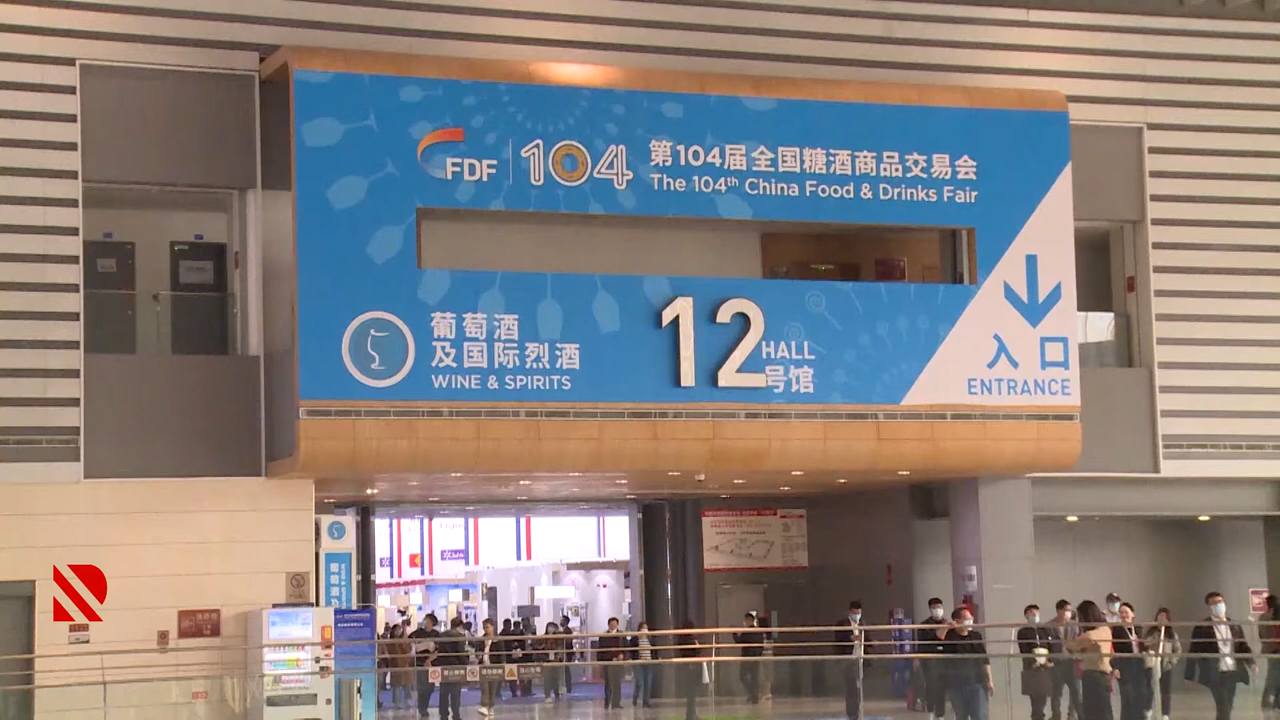 CFDF
104
第104届全国糖酒商品交易会
The 104th China Food & Drinks Fair
葡萄酒
及国际烈酒
WINE & SPIRITS
12
HALL
号馆
入口
ENTRANCE